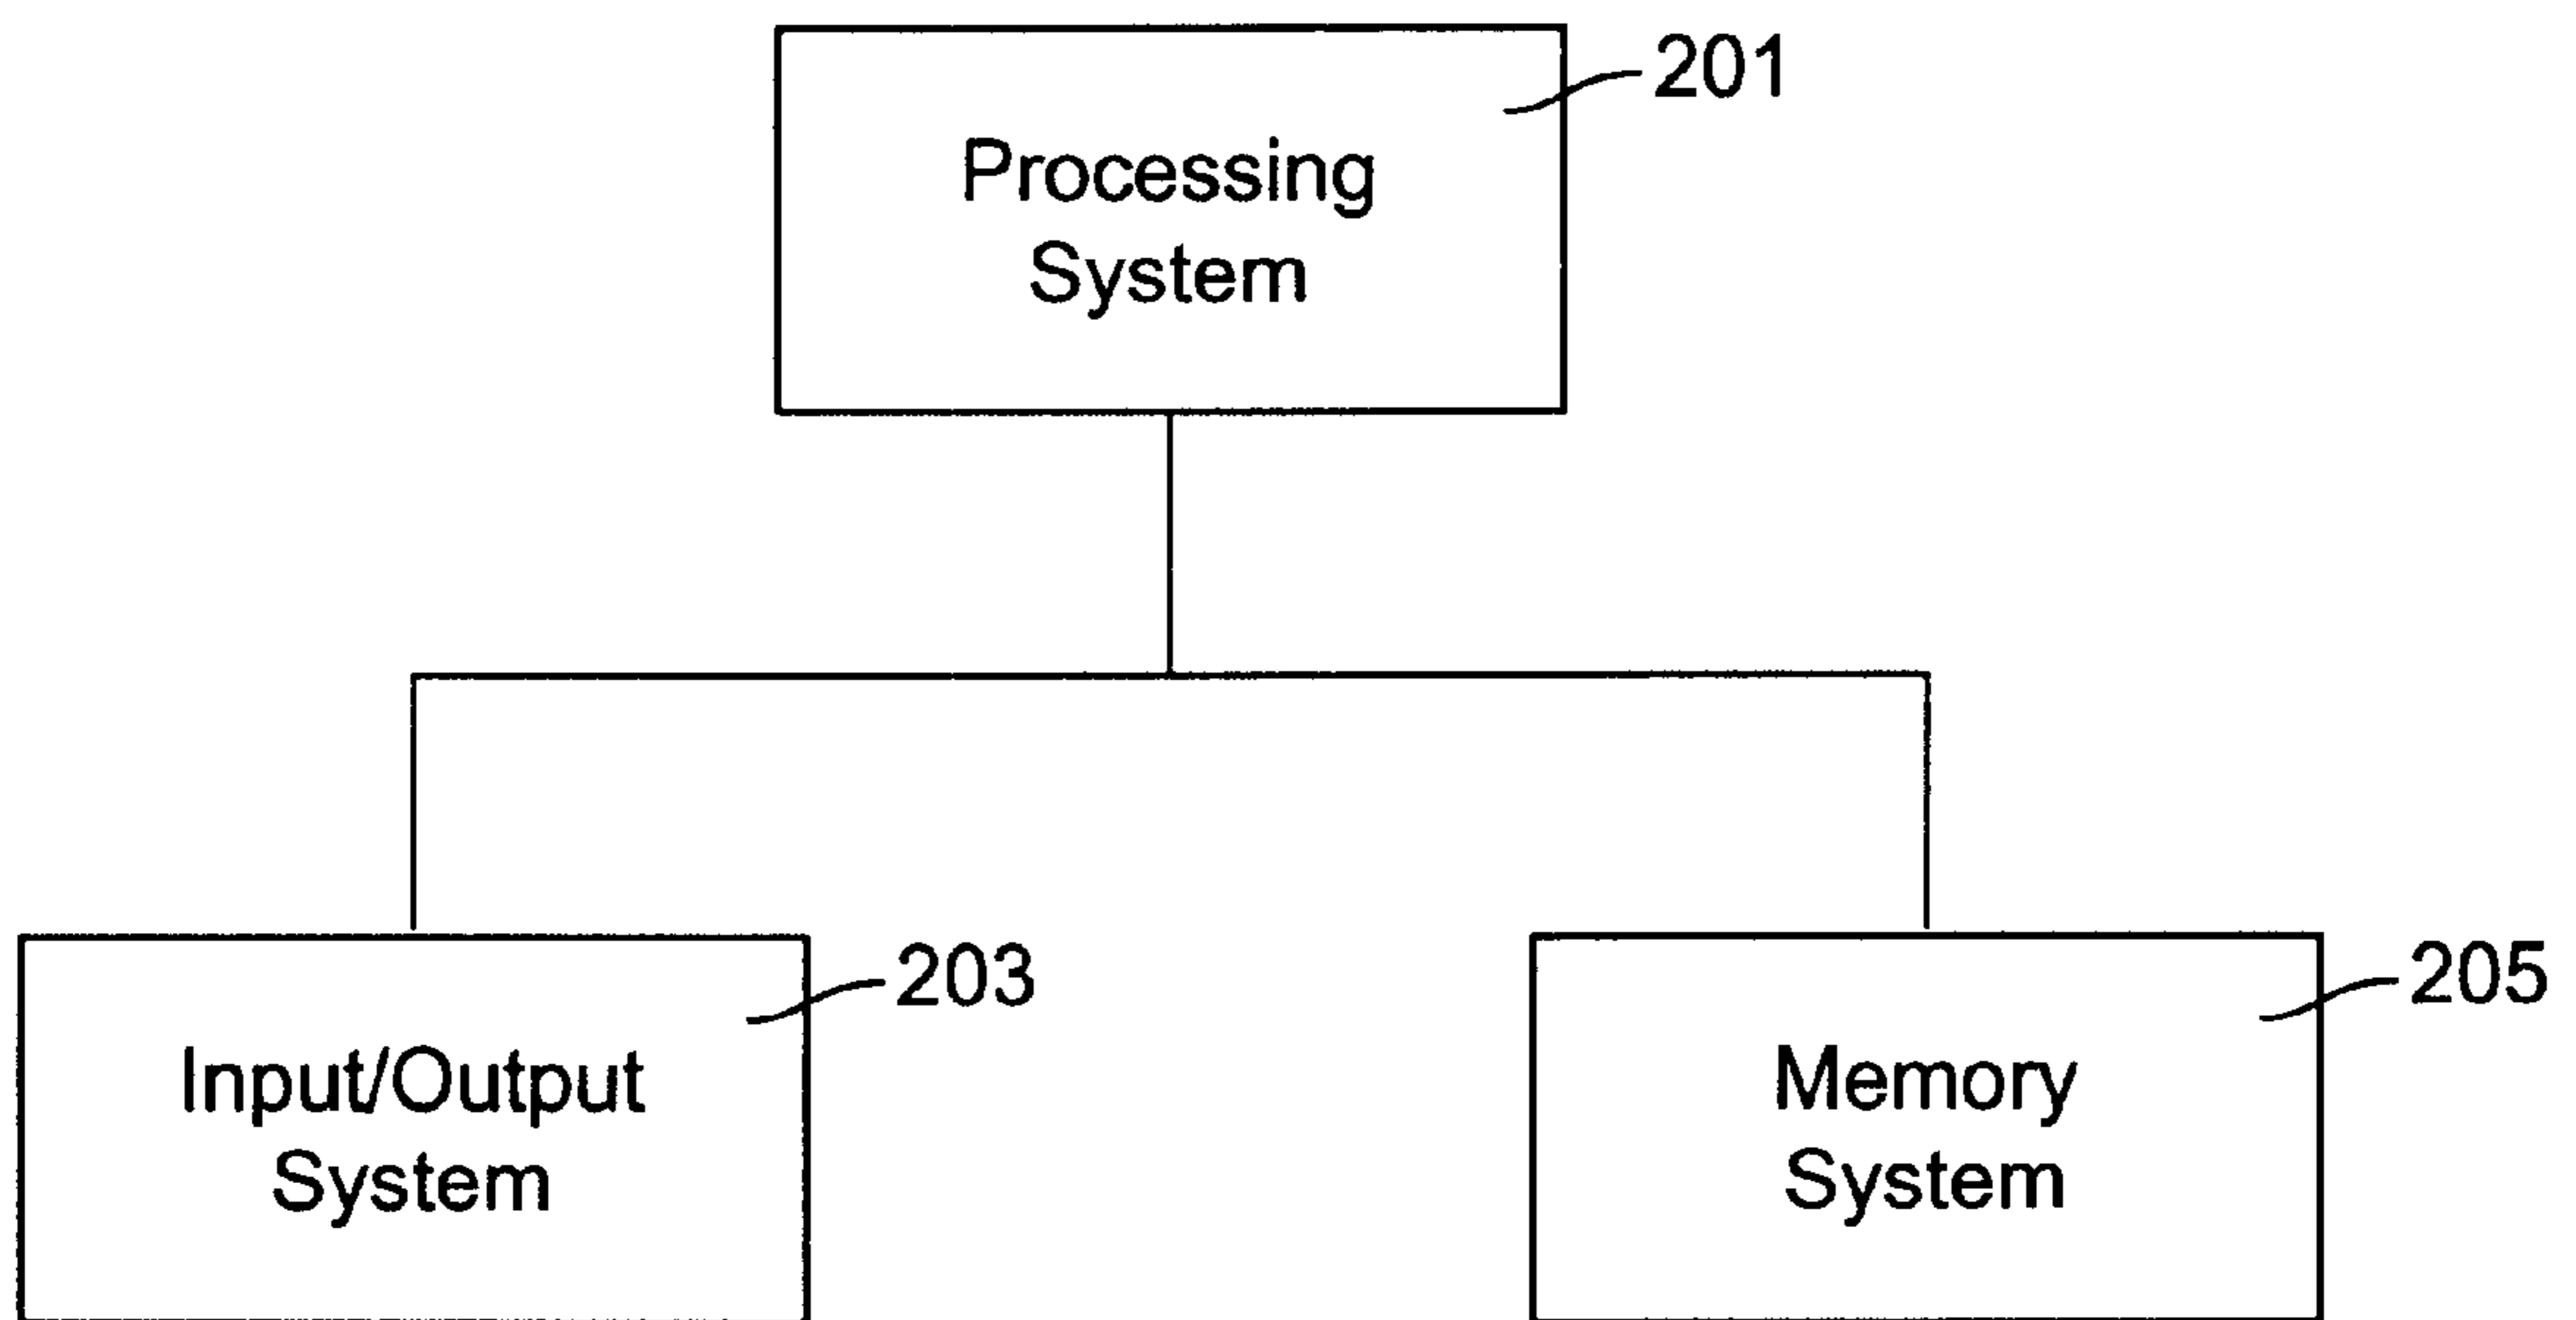 201
Processing
System
203
Input/Output
System
205
Memory
System